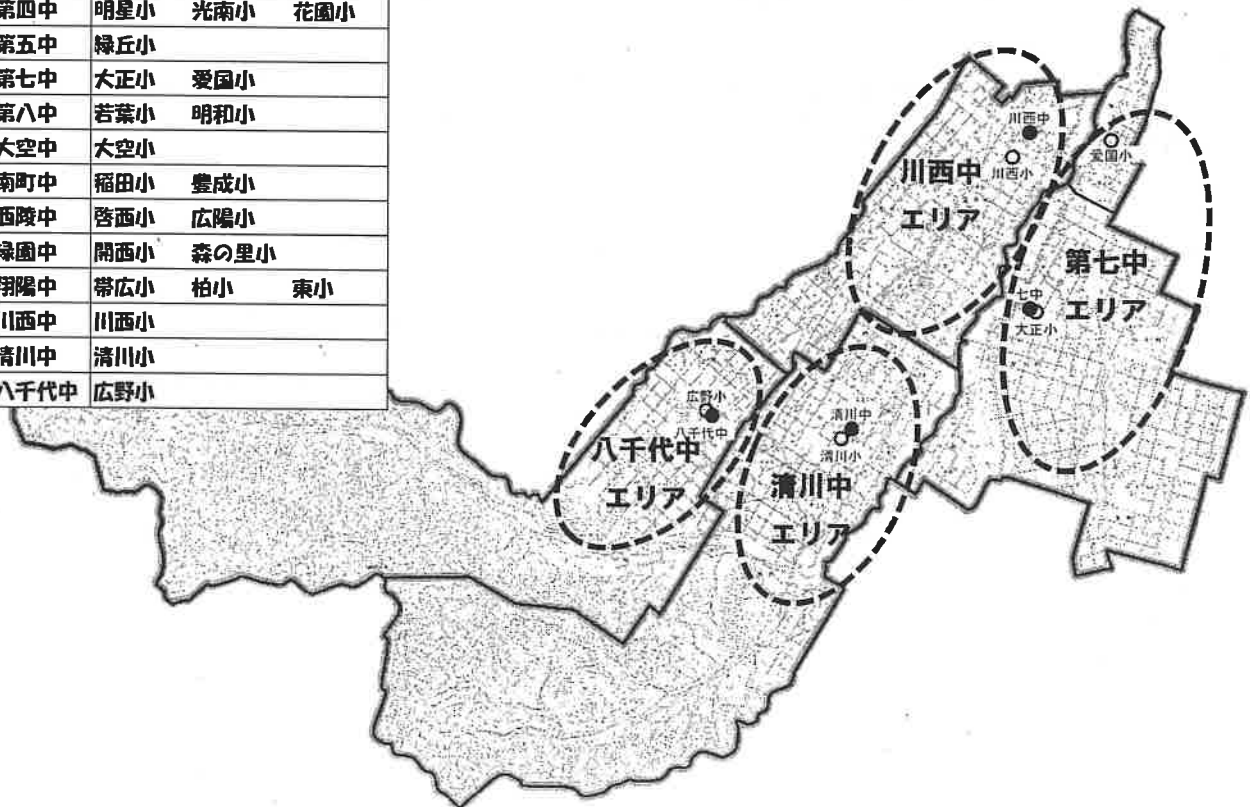 第四中 明星小 光南小 花園小
第五中 緑丘小
第七中 大正小 愛国小
第八中 若葉小 明和小
大空中 大空小
南町中 稲田小 豊成小
西陵中 啓西小 広陽小
緑園中 開西小 森の里小
翔陽中 帯広小 柏小 東小
川西中 川西小
清川中 清川小
八千代中 広野小
川西中
川西小
愛国小
川西中
エリア
第七中
エリア
七中
大正小
広野小
八千代中
八千代中
エリア
清川中
清川小
清川中
エリア